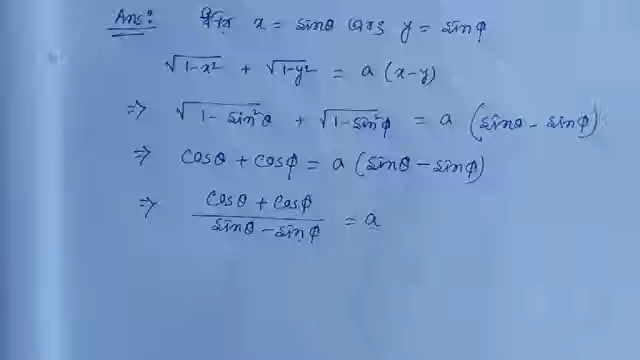 Ans: ধরি x = sinθ এবং y = sinφ
√1-x² + √1-y² = a (x-y)
⇒ √1-sin²θ + √1-sin²φ = a (sinθ - sinφ)
⇒ cosθ + cosφ = a (sinθ - sinφ)
⇒ cosθ + cosφ / sinθ - sinφ = a